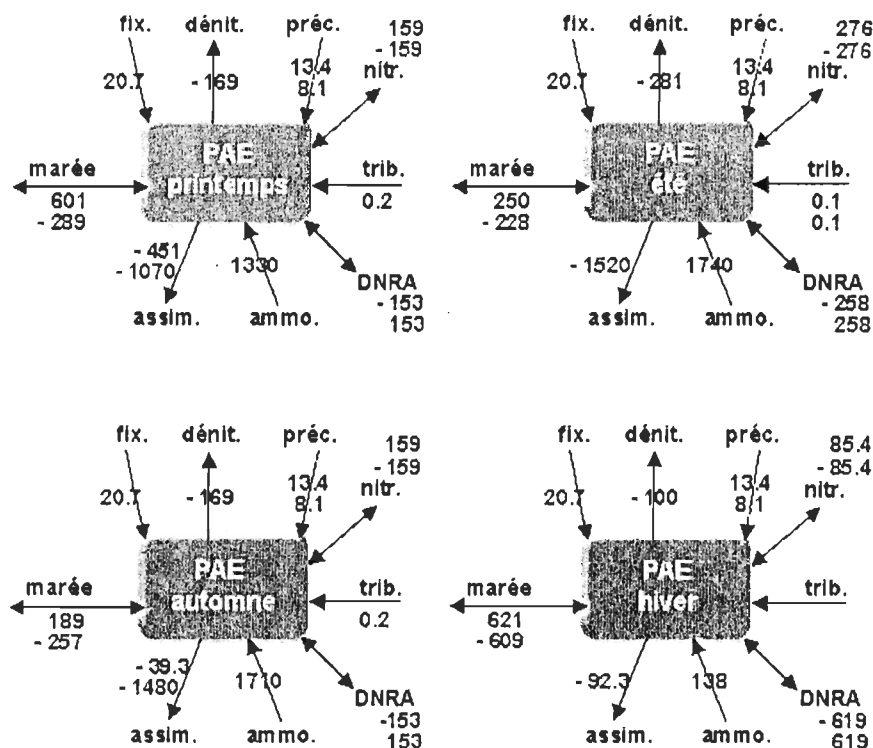 fix. dénit. préc. 159
- 159
20.7 - 169 13.4 nitr.
8.1
PAE
printemps
marée trib.
601 0.2
- 289
- 451
- 1070 1330
DNRA
- 153
153
assim. ammo.
fix. dénit. préc. 276
- 276
20.7 - 281 13.4 nitr.
8.1
PAE
été
marée trib.
250 0.1
- 228 0.1
- 1520 1740
DNRA
- 258
258
assim. ammo.
fix. dénit. préc. 159
- 159
20.7 - 169 13.4 nitr.
8.1
PAE
automne
marée trib.
189 0.2
- 257
- 39.3
- 1480 1710
DNRA
- 153
153
assim. ammo.
fix. dénit. préc. 85.4
- 85.4
20.7 - 100 13.4 nitr.
8.1
PAE
hiver
marée trib.
621
- 609
- 92.3 138
DNRA
- 619
619
assim. ammo.